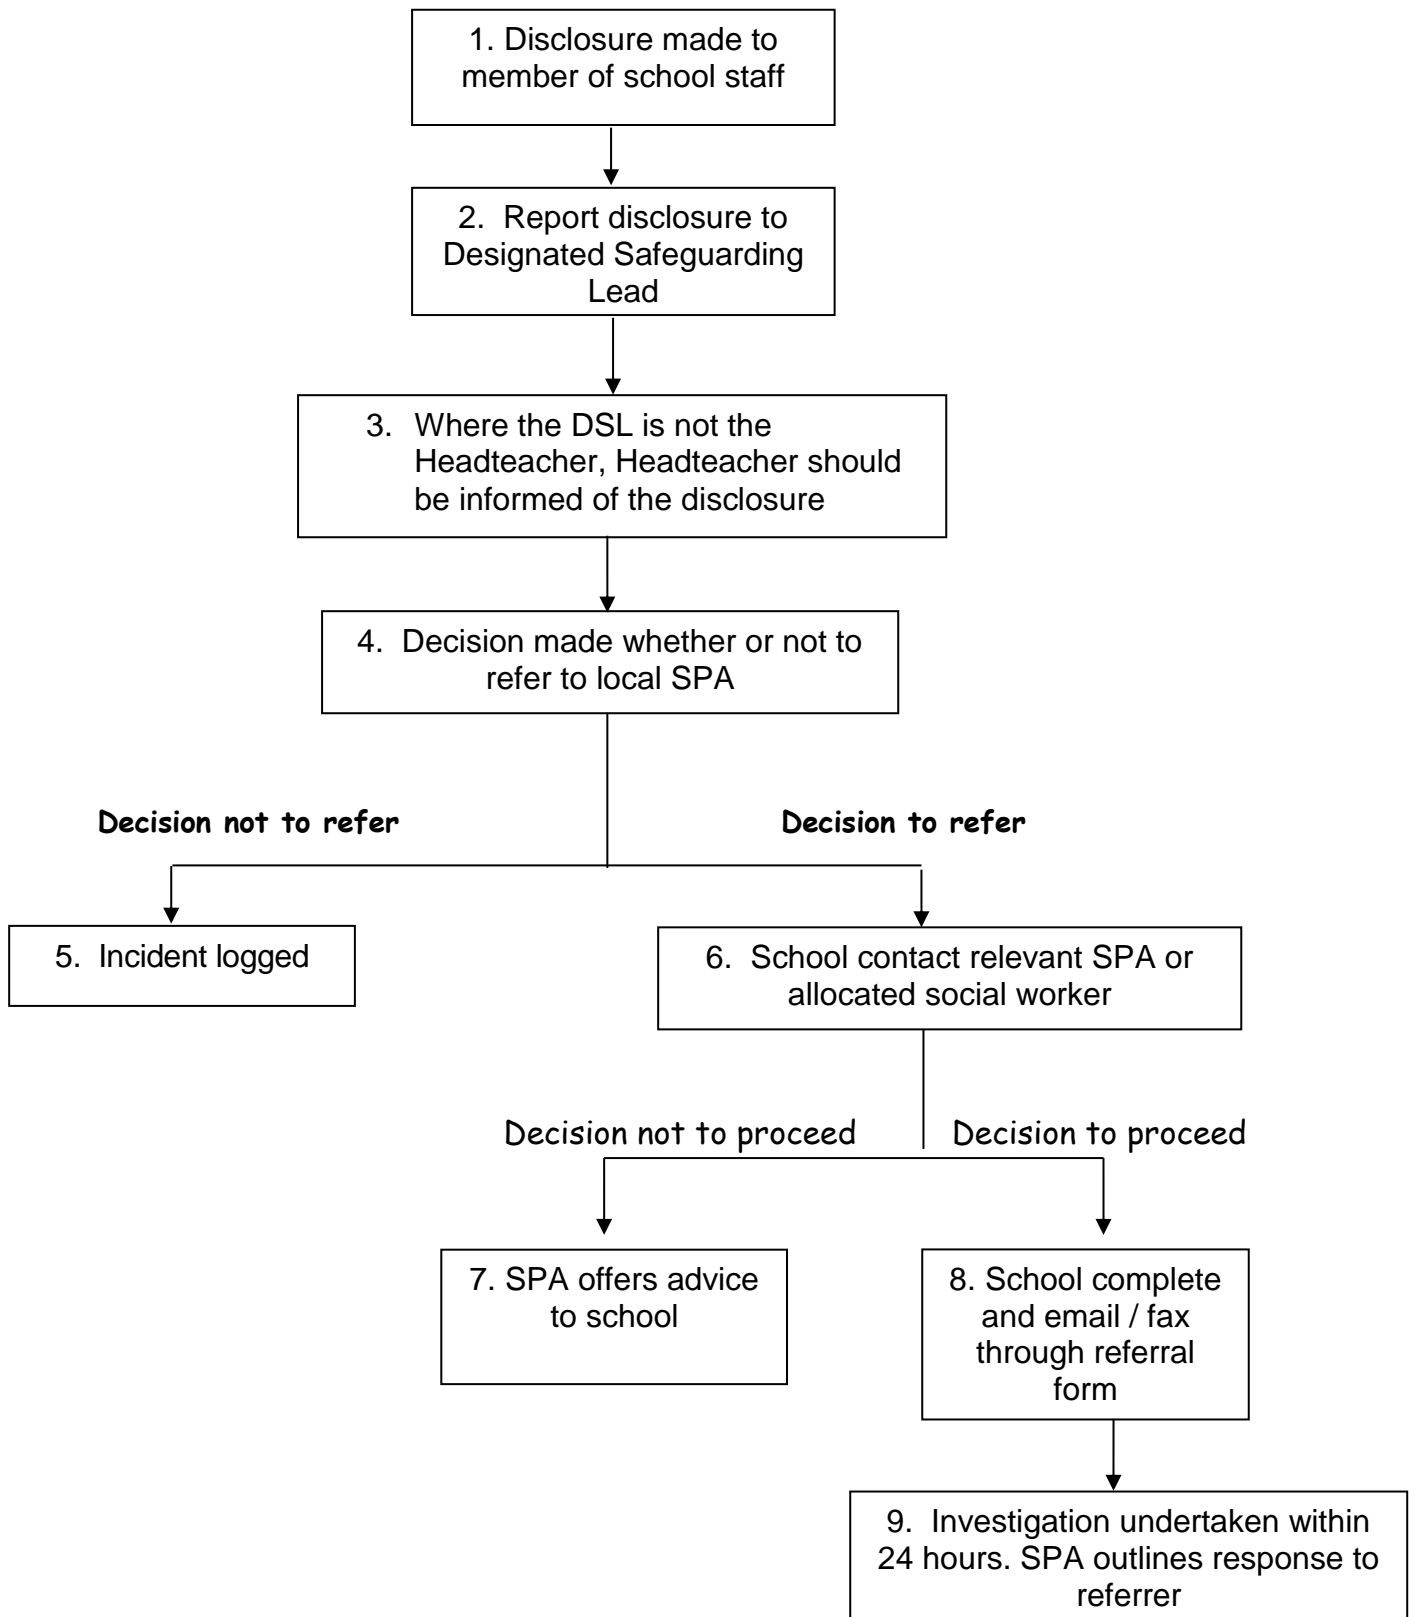 1. Disclosure made to
member of school staff
2. Report disclosure to
Designated Safeguarding
Lead
3. Where the DSL is not the
Headteacher, Headteacher should
be informed of the disclosure
4. Decision made whether or not to
refer to local SPA
Decision not to refer
Decision to refer
5. Incident logged
6. School contact relevant SPA or
allocated social worker
Decision not to proceed
Decision to proceed
7. SPA offers advice
to school
8. School complete
and email / fax
through referral
form
9. Investigation undertaken within
24 hours. SPA outlines response to
referrer